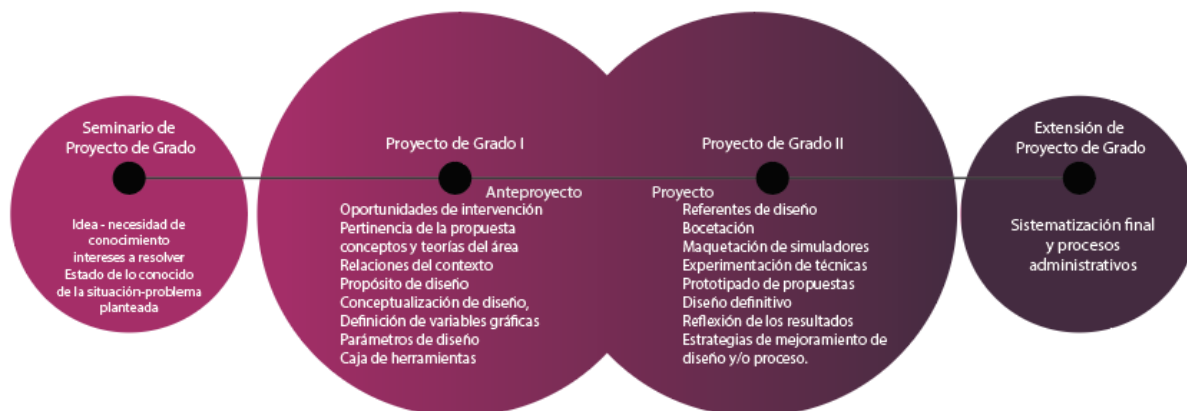 Seminario de
Proyecto de Grado
Idea - necesidad de
conocimiento
intereses a resolver
Estado de lo conocido
de la situación-problema
planteada
Proyecto de Grado I
Anteproyecto
Oportunidades de intervención
Pertinencia de la propuesta
conceptos y teorías del área
Relaciones del contexto
Propósito de diseño
Conceptualización de diseño,
Definición de variables gráficas
Parámetros de diseño
Caja de herramientas
Proyecto de Grado II
Proyecto
Referentes de diseño
Bocetación
Maquetación de simuladores
Experimentación de técnicas
Prototipado de propuestas
Diseño definitivo
Reflexión de los resultados
Estrategias de mejoramiento de
diseño y/o proceso.
Extensión de
Proyecto de Grado
Sistematización final
y procesos
administrativos